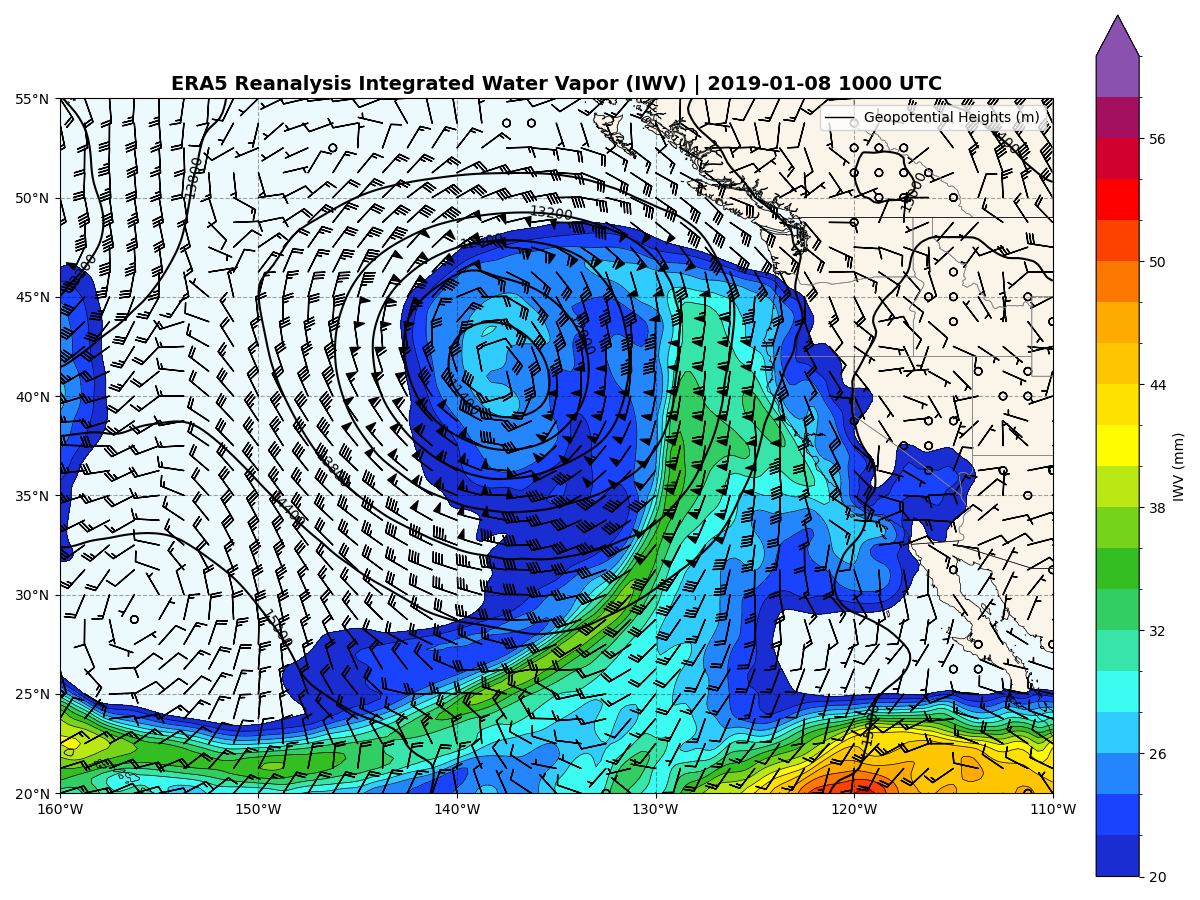 ERA5 Reanalysis Integrated Water Vapor (IWV) | 2019-01-08 1000 UTC
Geopotential Heights (m)
55°N
50°N
45°N
40°N
35°N
30°N
25°N
20°N
160°W
150°W
140°W
130°W
120°W
110°W
13800
13200
14400
15000
56
50
44
38
32
26
20
IWV (mm)